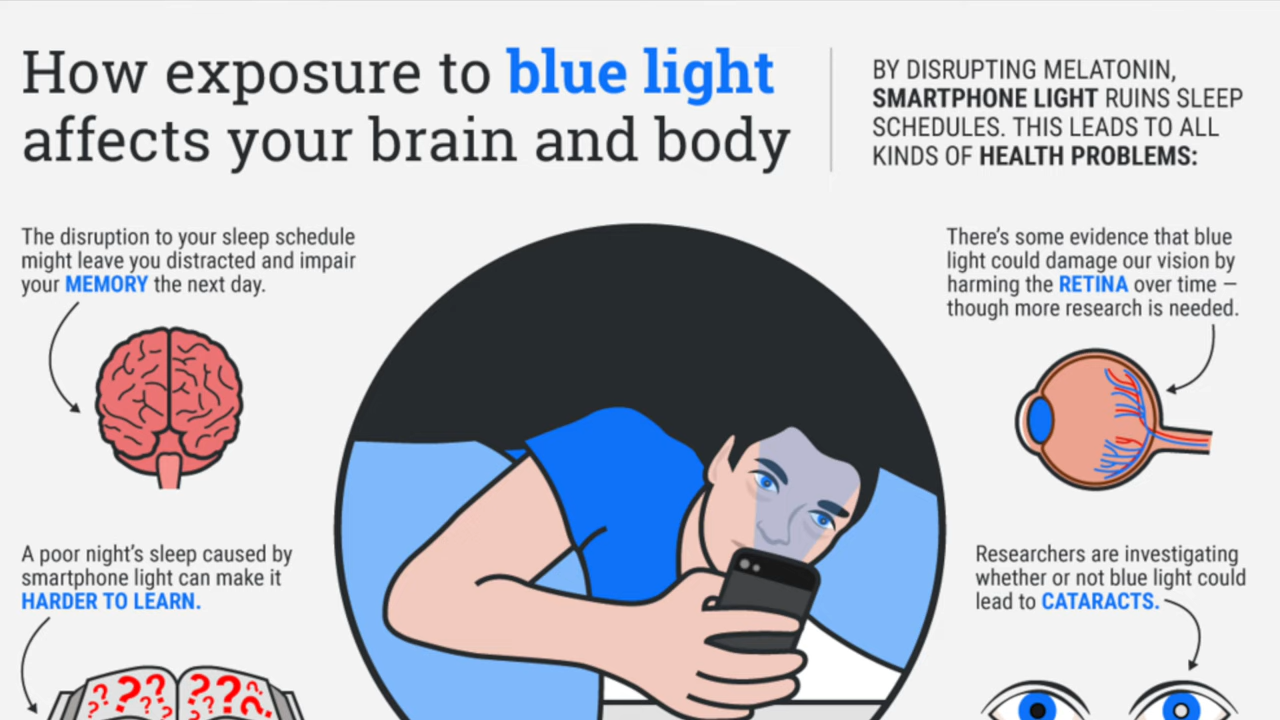 How exposure to blue light
affects your brain and body
BY DISRUPTING MELATONIN,
SMARTPHONE LIGHT RUINS SLEEP
SCHEDULES. THIS LEADS TO ALL
KINDS OF HEALTH PROBLEMS:
The disruption to your sleep schedule
might leave you distracted and impair
your MEMORY the next day.
There's some evidence that blue
light could damage our vision by
harming the RETINA over time —
though more research is needed.
A poor night's sleep caused by
smartphone light can make it
HARDER TO LEARN.
Researchers are investigating
whether or not blue light could
lead to CATARACTS.
? ? ? ? ? ? ? ? ? ?